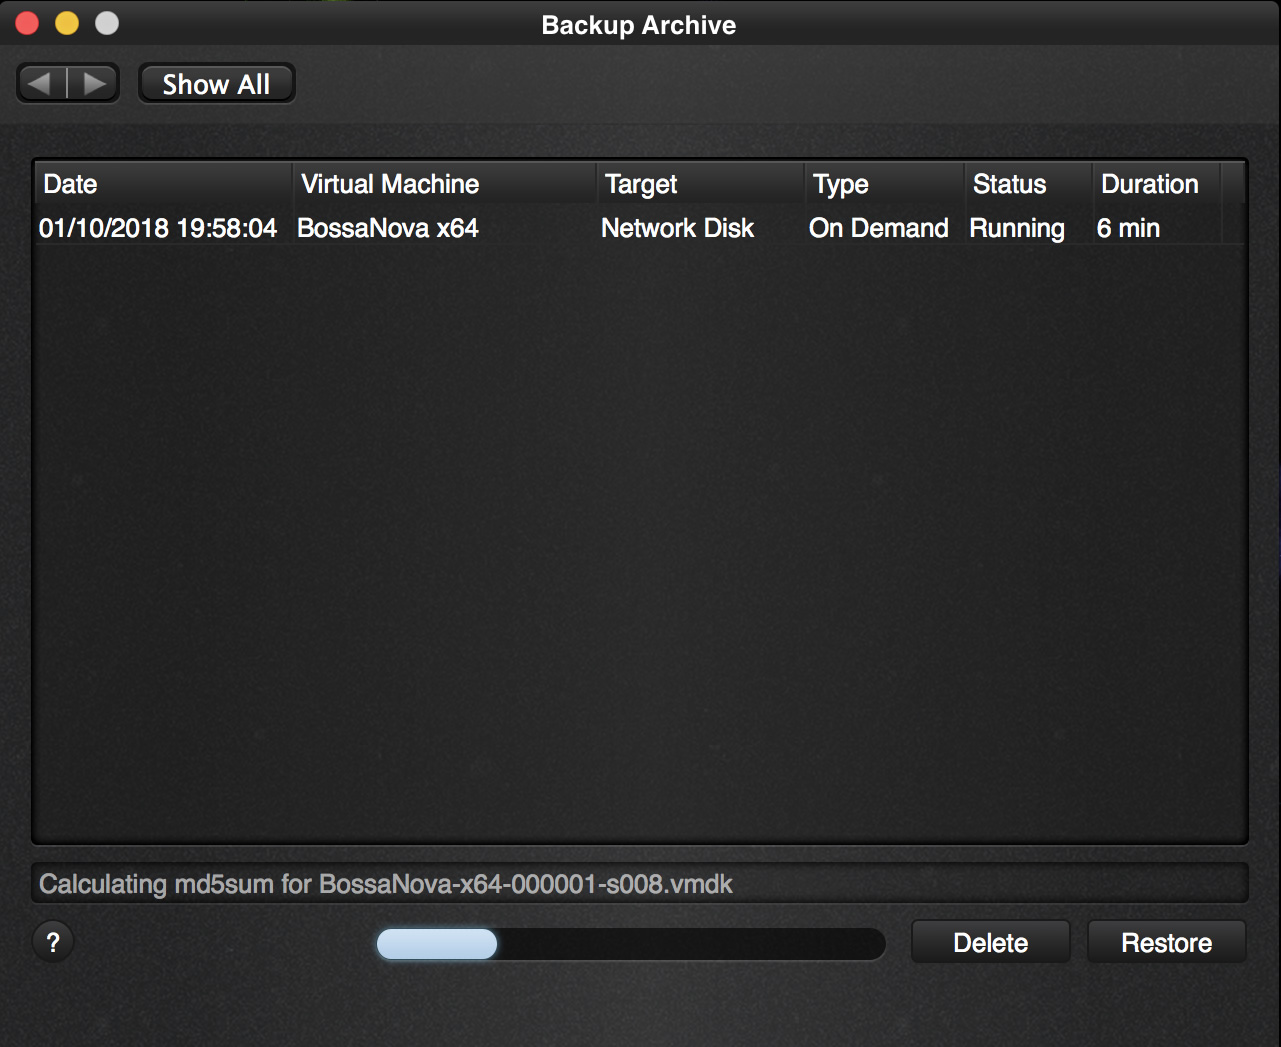 Backup Archive
Show All
Date Virtual Machine Target Type Status Duration
01/10/2018 19:58:04 BossaNova x64 Network Disk On Demand Running 6 min
Calculating md5sum for BossaNova-x64-000001-s008.vmdk
? Delete Restore